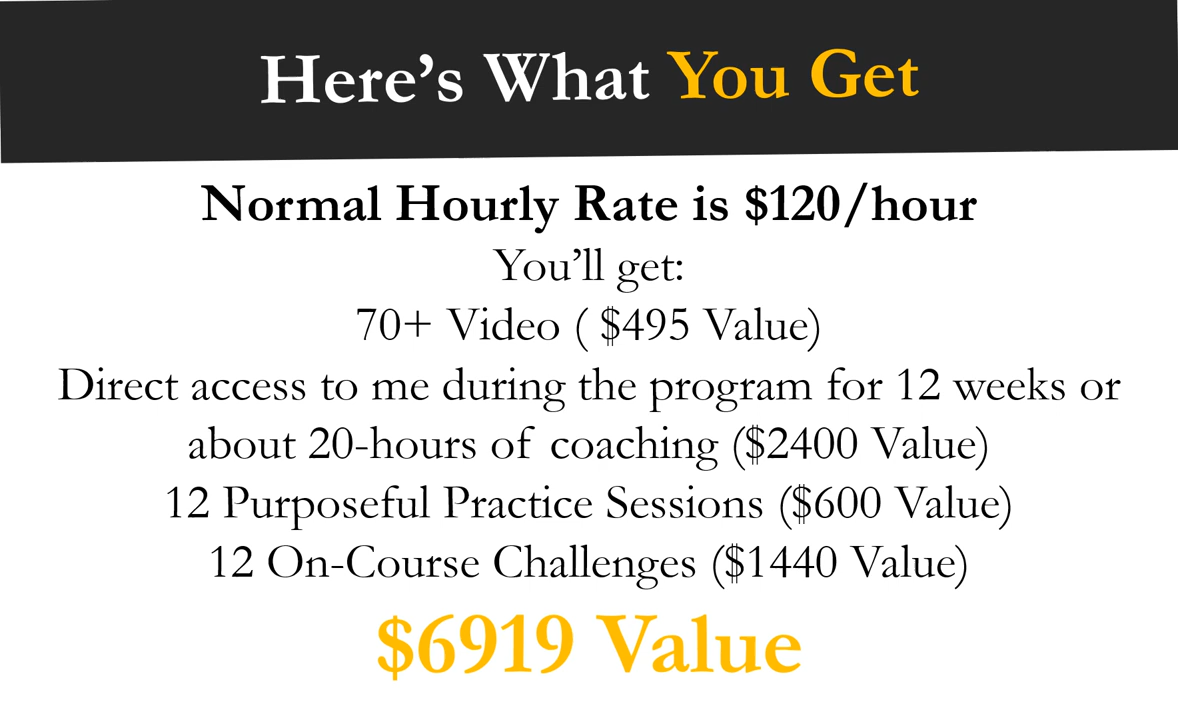 Here’s What You Get
Normal Hourly Rate is $120/hour
You’ll get:
70+ Video ( $495 Value)
Direct access to me during the program for 12 weeks or
about 20-hours of coaching ($2400 Value)
12 Purposeful Practice Sessions ($600 Value)
12 On-Course Challenges ($1440 Value)
$6919 Value